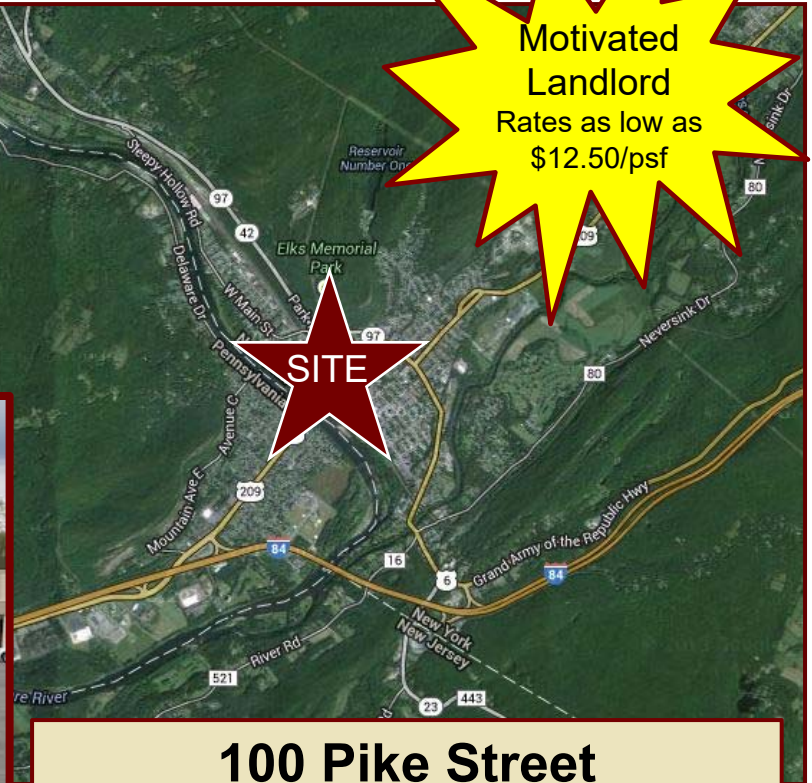 Motivated
Landlord
Rates as low as
$12.50/psf
Reservoir
Number One
Sleepy Hollow Rd
97
42
80
Elks Memorial
Park
Delaware Dr
W Main St
Park
97
SITE
Pennsylvania
Neversink Dr
80
Avenue C
209
Mountain Ave E
84
16
6
Grand Army of the Republic Hwy
84
New York
New Jersey
River Rd
521
re River
23
443
100 Pike Street